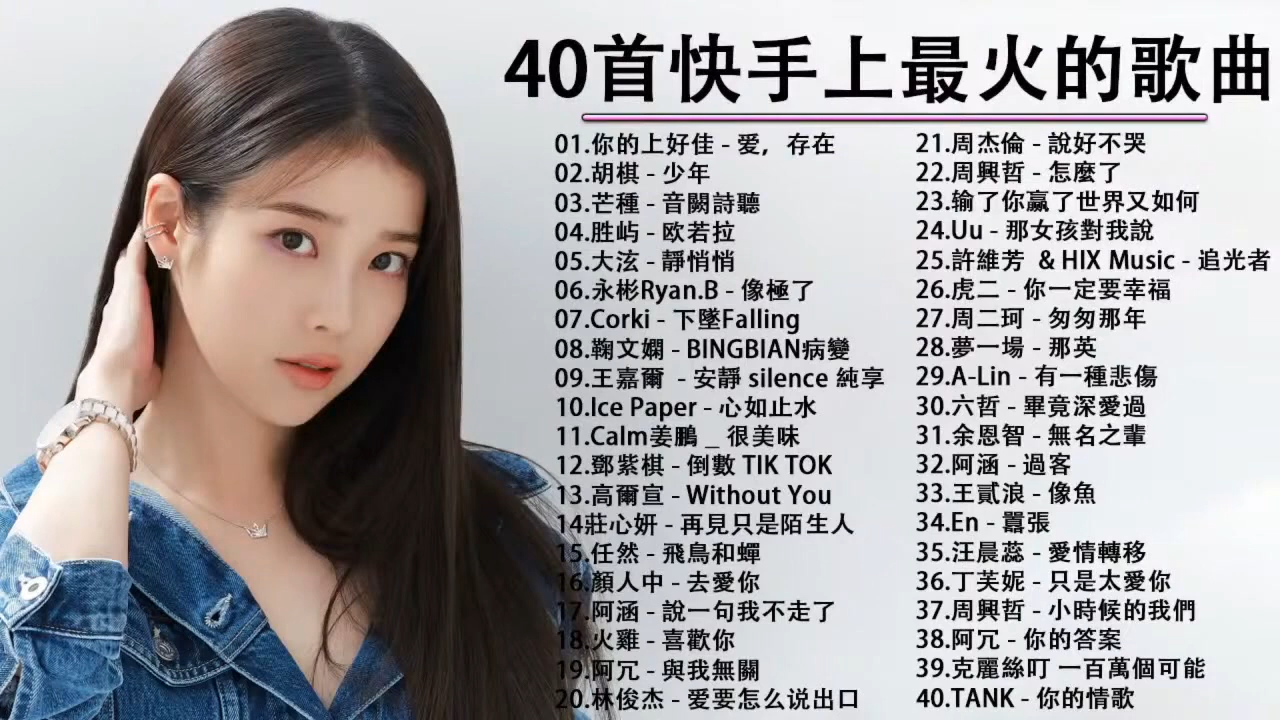 40首快手上最火的歌曲
01.你的上好佳 - 爱，存在
02.胡棋 - 少年
03.芒種 - 音闕詩聽
04.胜屿 - 欧若拉
05.大泫 - 靜悄悄
06.永彬Ryan.B - 像極了
07.Corki - 下墜Falling
08.鞠文嫻 - BINGBIAN病變
09.王嘉爾 - 安靜 silence 純享
10.Ice Paper - 心如止水
11.Calm姜鵬 _ 很美味
12.鄧紫棋 - 倒數 TIK TOK
13.高爾宣 - Without You
14莊心妍 - 再見只是陌生人
15.任然 - 飛鳥和蟬
16.顏人中 - 去愛你
17.阿涵 - 說一句我不走了
18.火雞 - 喜歡你
19.阿冗 - 與我無關
20.林俊杰 - 爱要怎么说出口
21.周杰倫 - 說好不哭
22.周興哲 - 怎麼了
23.输了你赢了世界又如何
24.Uu - 那女孩對我說
25.許維芳 & HIX Music - 追光者
26.虎二 - 你一定要幸福
27.周二珂 - 匆匆那年
28.夢一場 - 那英
29.A-Lin - 有一種悲傷
30.六哲 - 畢竟深愛過
31.余恩智 - 無名之輩
32.阿涵 - 過客
33.王貳浪 - 像魚
34.En - 囂張
35.汪晨蕊 - 愛情轉移
36.丁芙妮 - 只是太愛你
37.周興哲 - 小時候的我們
38.阿冗 - 你的答案
39.克麗絲叮 一百萬個可能
40.TANK - 你的情歌